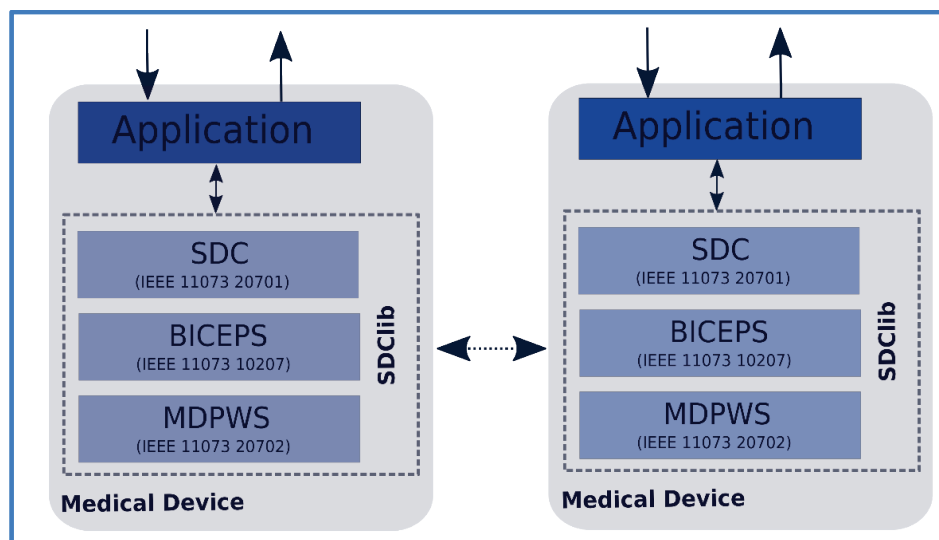 Application
SDC
(IEEE 11073 20701)
BICEPS
(IEEE 11073 10207)
MDPWS
(IEEE 11073 20702)
SDClib
Medical Device
Application
SDC
(IEEE 11073 20701)
BICEPS
(IEEE 11073 10207)
MDPWS
(IEEE 11073 20702)
SDClib
Medical Device